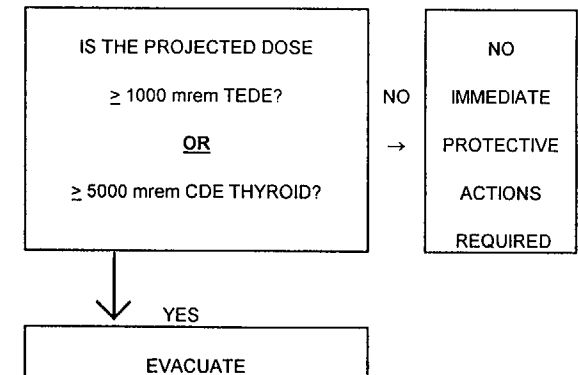 IS THE PROJECTED DOSE
≥ 1000 mrem TEDE?
OR
≥ 5000 mrem CDE THYROID?
NO
→
NO
IMMEDIATE
PROTECTIVE
ACTIONS
REQUIRED
YES
EVACUATE